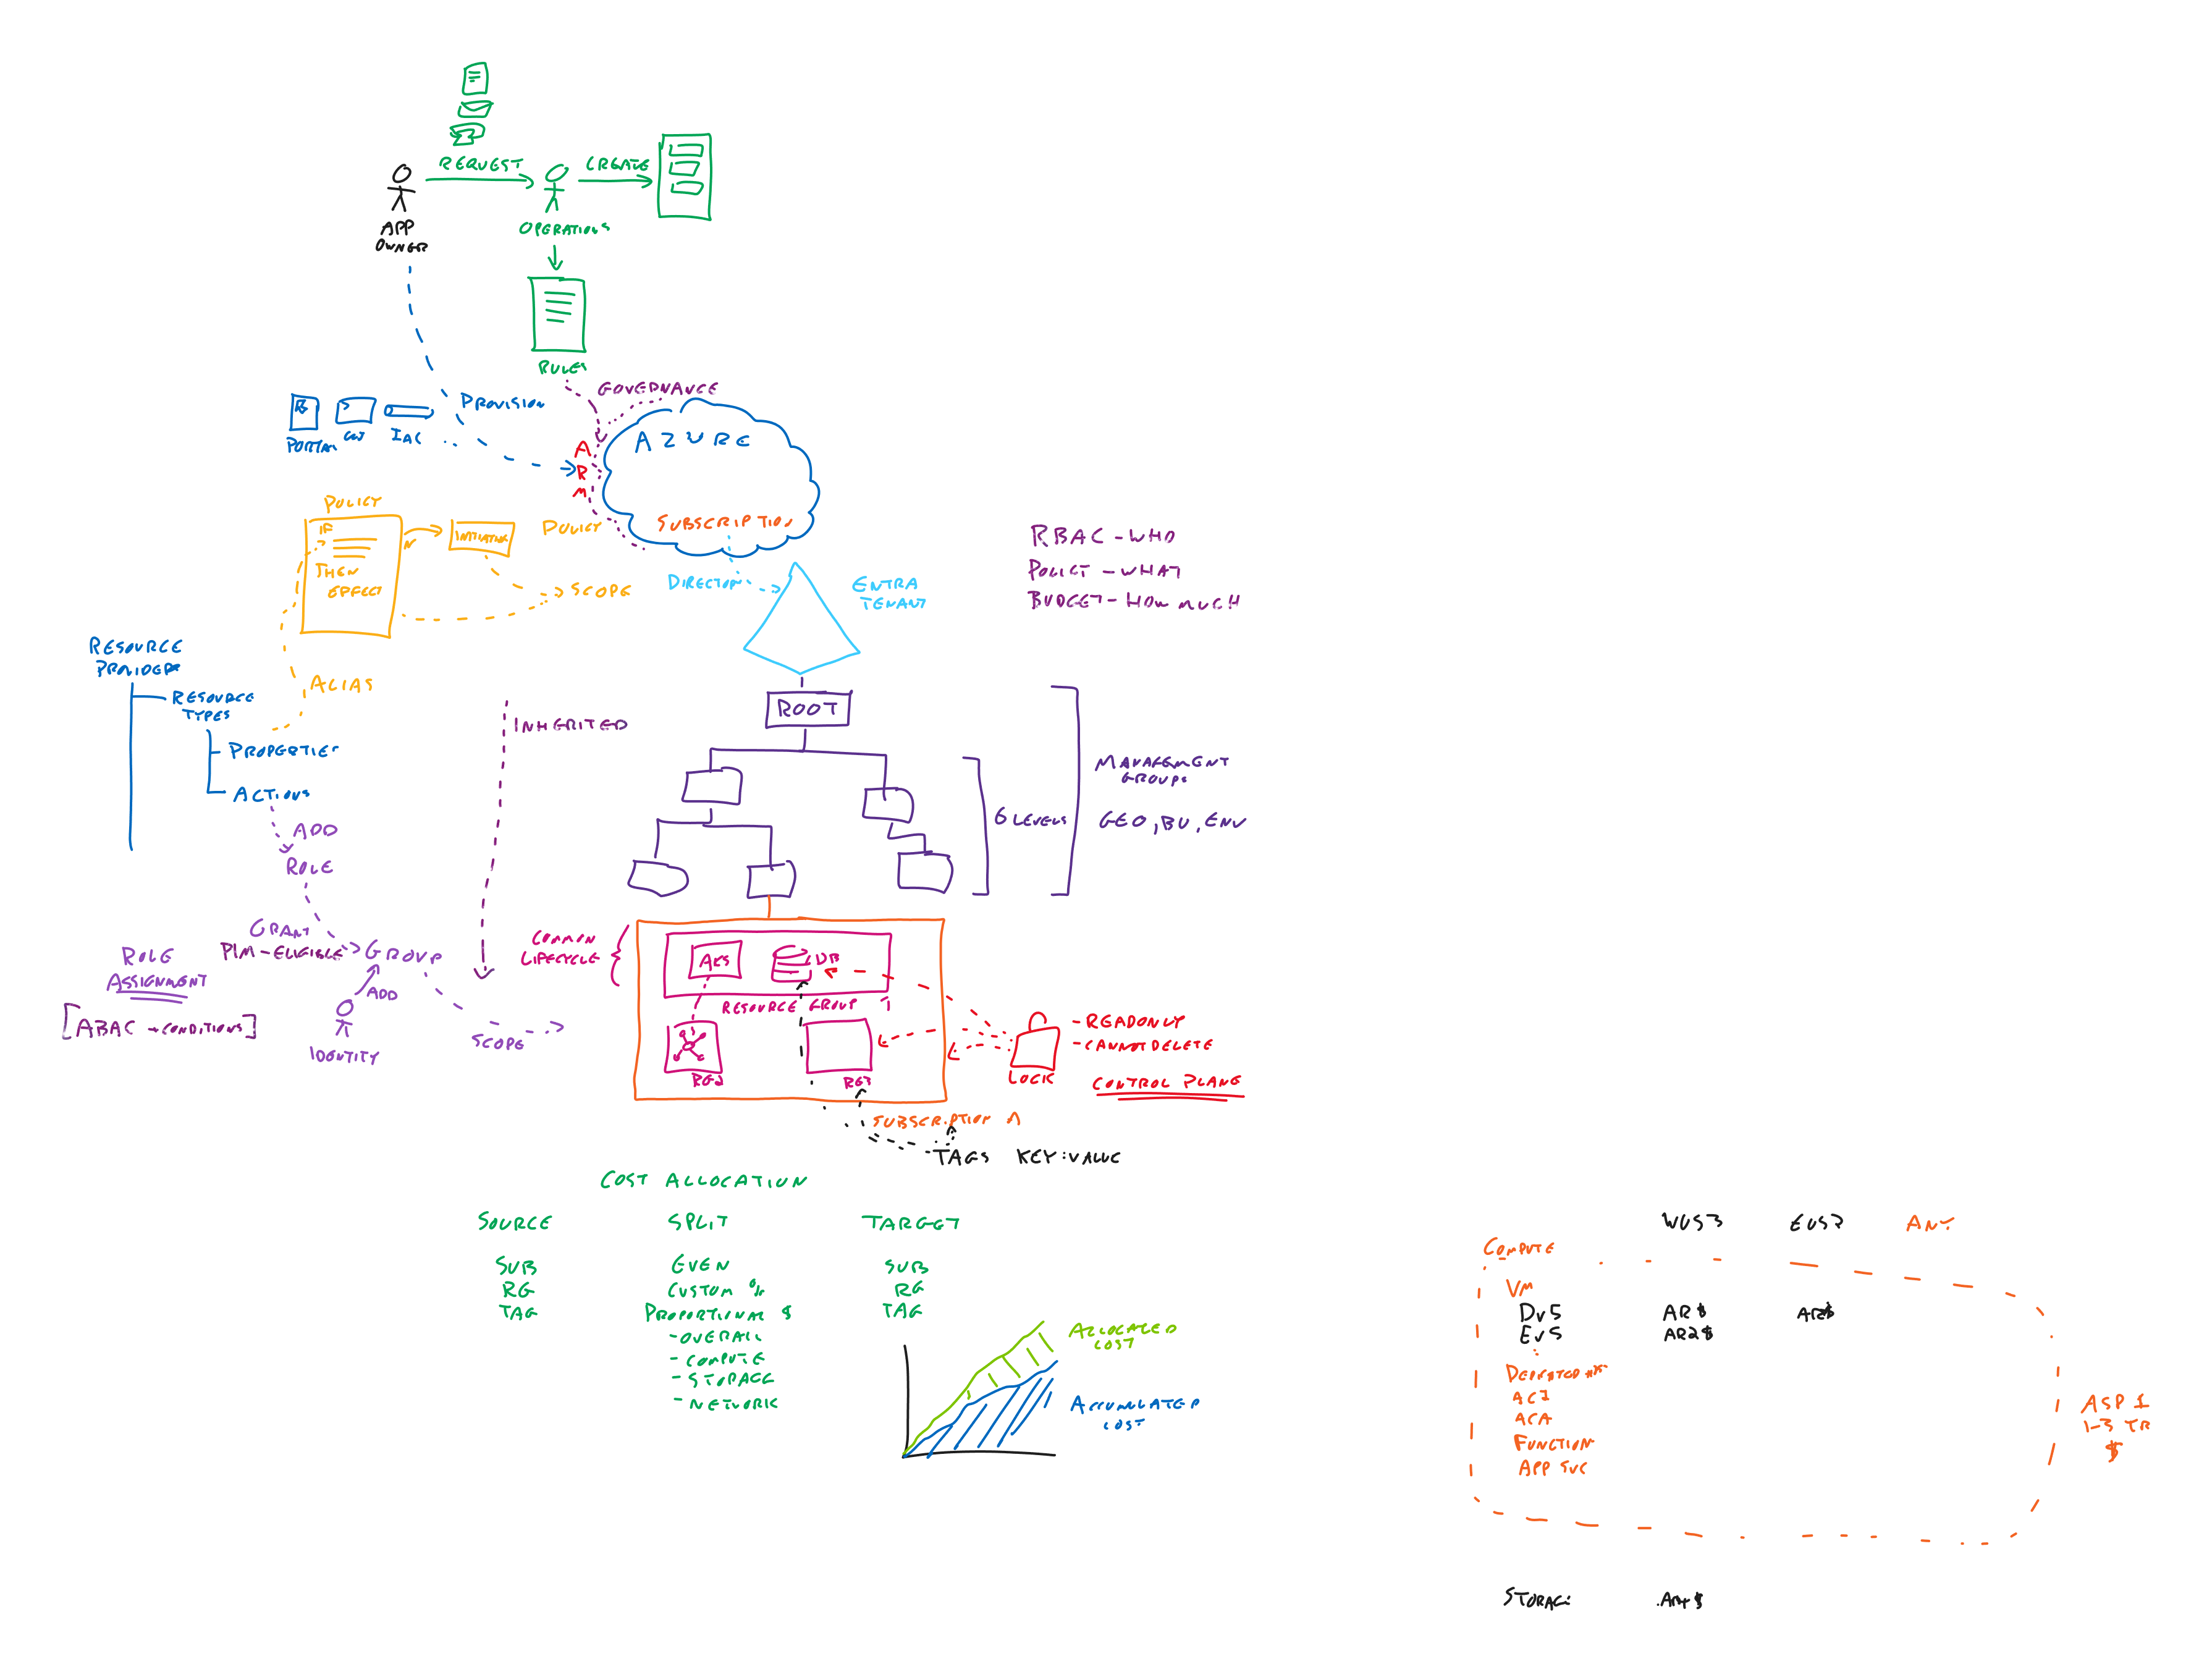 REQUEST
CREATE
APP
OWNER
OPERATIONS
RULES
GOVERNANCE
PROVISION
PORTAL
CLI
IAC
AZURE
A
R
M
SUBSCRIPTION
POLICY
IF
THEN
EFFECT
INITIATIVE
POLICY
SCOPE
DIRECTORY
ENTRA
TENANT
RBAC - WHO
POLICY - WHAT
BUDGET - HOW MUCH
RESOURCE
PROVIDERS
RESOURCE
TYPES
PROPERTIES
ACTIONS
ALIAS
INHERITED
ROOT
MANAGEMENT
GROUPS
6 LEVELS
GEO, BU, ENV
ADD
ROLE
GRANT
PIM - ELIGIBLE
GROUP
ROLE
ASSIGNMENT
ADD
[ABAC → CONDITIONS]
IDENTITY
SCOPE
COMMON
LIFECYCLE
AKS
DB
RESOURCE GROUP 1
RG2
RG3
- READONLY
- CANNOTDELETE
LOCK
CONTROL PLANE
SUBSCRIPTION A
TAGS KEY:VALUE
COST ALLOCATION
SOURCE SPLIT TARGET
SUB EVEN SUB
RG CUSTOM % RG
TAG PROPORTIONAL $ TAG
- OVERALL
- COMPUTE
- STORAGE
- NETWORK
ALLOCATED
COST
ACCUMULATED
COST
WUS3 EUS2 ANY
COMPUTE
VM
DV5 AR$ AR$
EV5 AR2$
DEDICATED
ACI
ACA
FUNCTION
APP SVC
ASP 1
1-3 YR
$
STORAGE